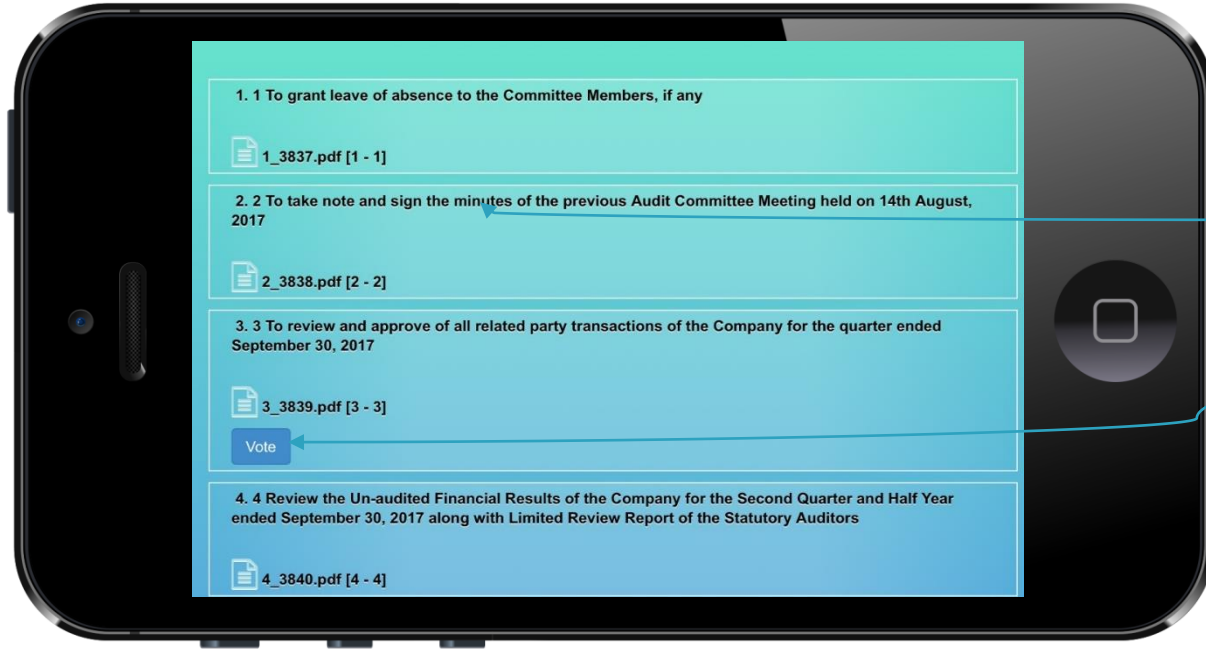 1. 1 To grant leave of absence to the Committee Members, if any
1_3837.pdf [1 - 1]
2. 2 To take note and sign the minutes of the previous Audit Committee Meeting held on 14th August,
2017
2_3838.pdf [2 - 2]
3. 3 To review and approve of all related party transactions of the Company for the quarter ended
September 30, 2017
3_3839.pdf [3 - 3]
Vote
4. 4 Review the Un-audited Financial Results of the Company for the Second Quarter and Half Year
ended September 30, 2017 along with Limited Review Report of the Statutory Auditors
4_3840.pdf [4 - 4]